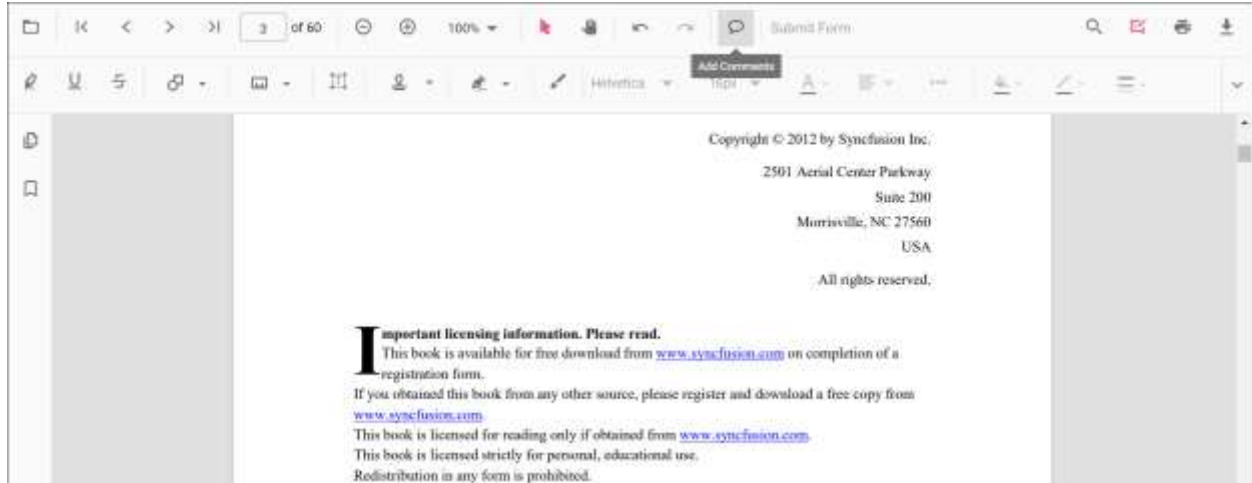 3 of 60 100% Submit Form
Add Comments
Helvetica 16px A
Copyright © 2012 by Syncfusion Inc.
2501 Aerial Center Parkway
Suite 200
Morrisville, NC 27560
USA
All rights reserved.
Important licensing information. Please read.
This book is available for free download from www.syncfusion.com on completion of a
registration form.
If you obtained this book from any other source, please register and download a free copy from
www.syncfusion.com.
This book is licensed for reading only if obtained from www.syncfusion.com.
This book is licensed strictly for personal, educational use.
Redistribution in any form is prohibited.